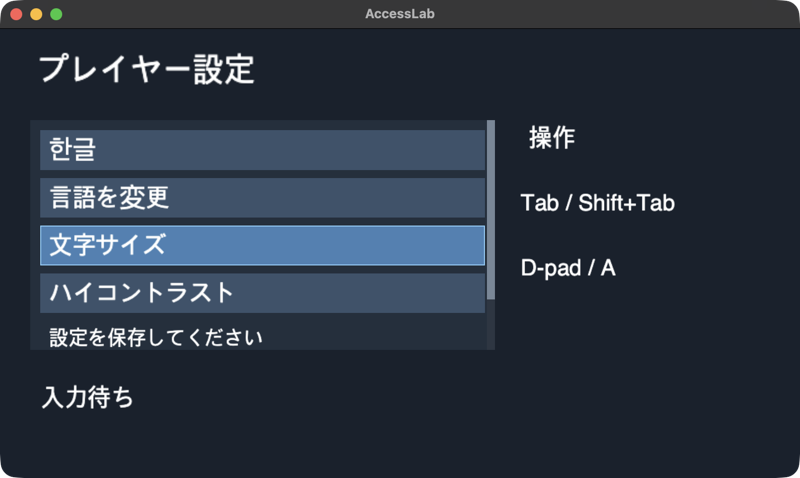 AccessLab
プレイヤー設定
한글
言語を変更
文字サイズ
ハイコントラスト
設定を保存してください
操作
Tab / Shift+Tab
D-pad / A
入力待ち